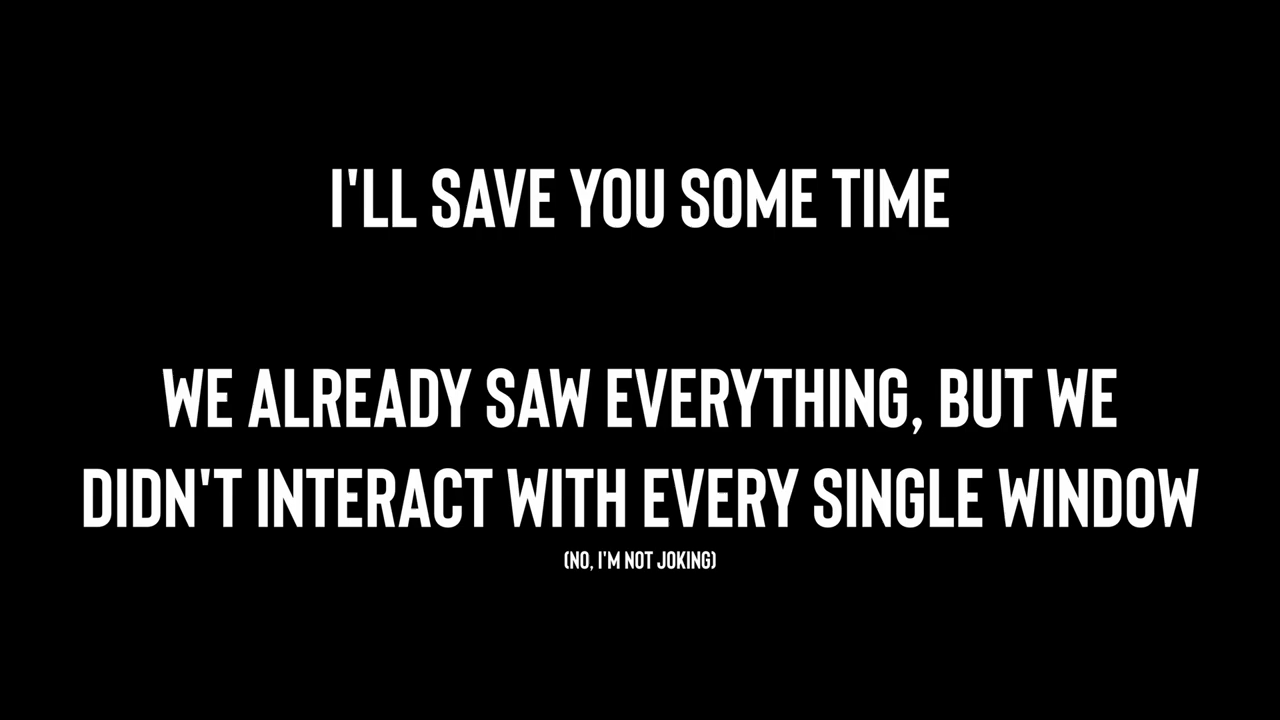 I'LL SAVE YOU SOME TIME
WE ALREADY SAW EVERYTHING, BUT WE
DIDN'T INTERACT WITH EVERY SINGLE WINDOW
(NO, I'M NOT JOKING)